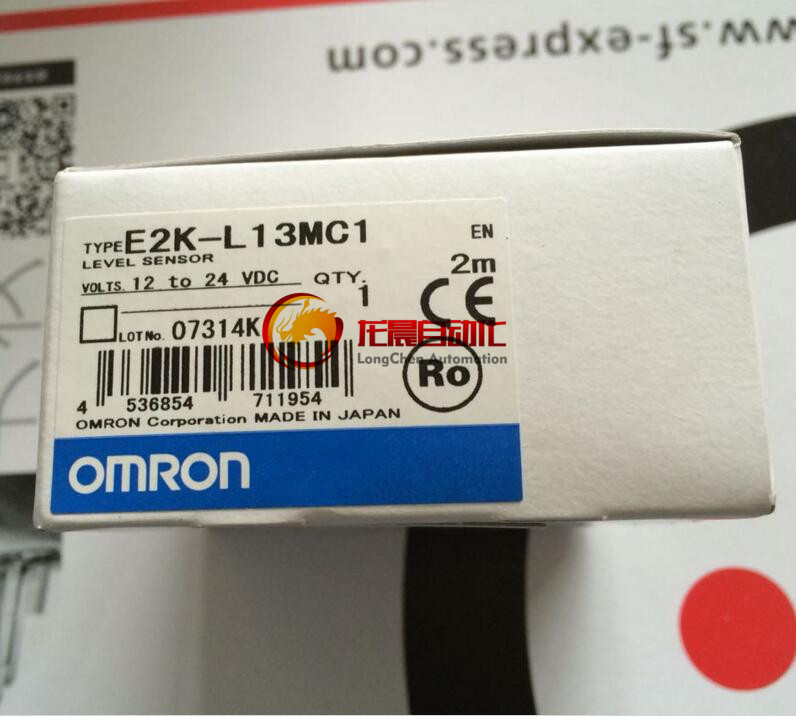 www.sf-express.com
TYPE E2K-L13MC1 EN
LEVEL SENSOR 2m
VOLTS. 12 to 24 VDC QTY.
1
CE
LOT No. 07314K
龙晨自动化
LongChen Automation
Ro
4 536854 711954
OMRON Corporation MADE IN JAPAN
OMRON